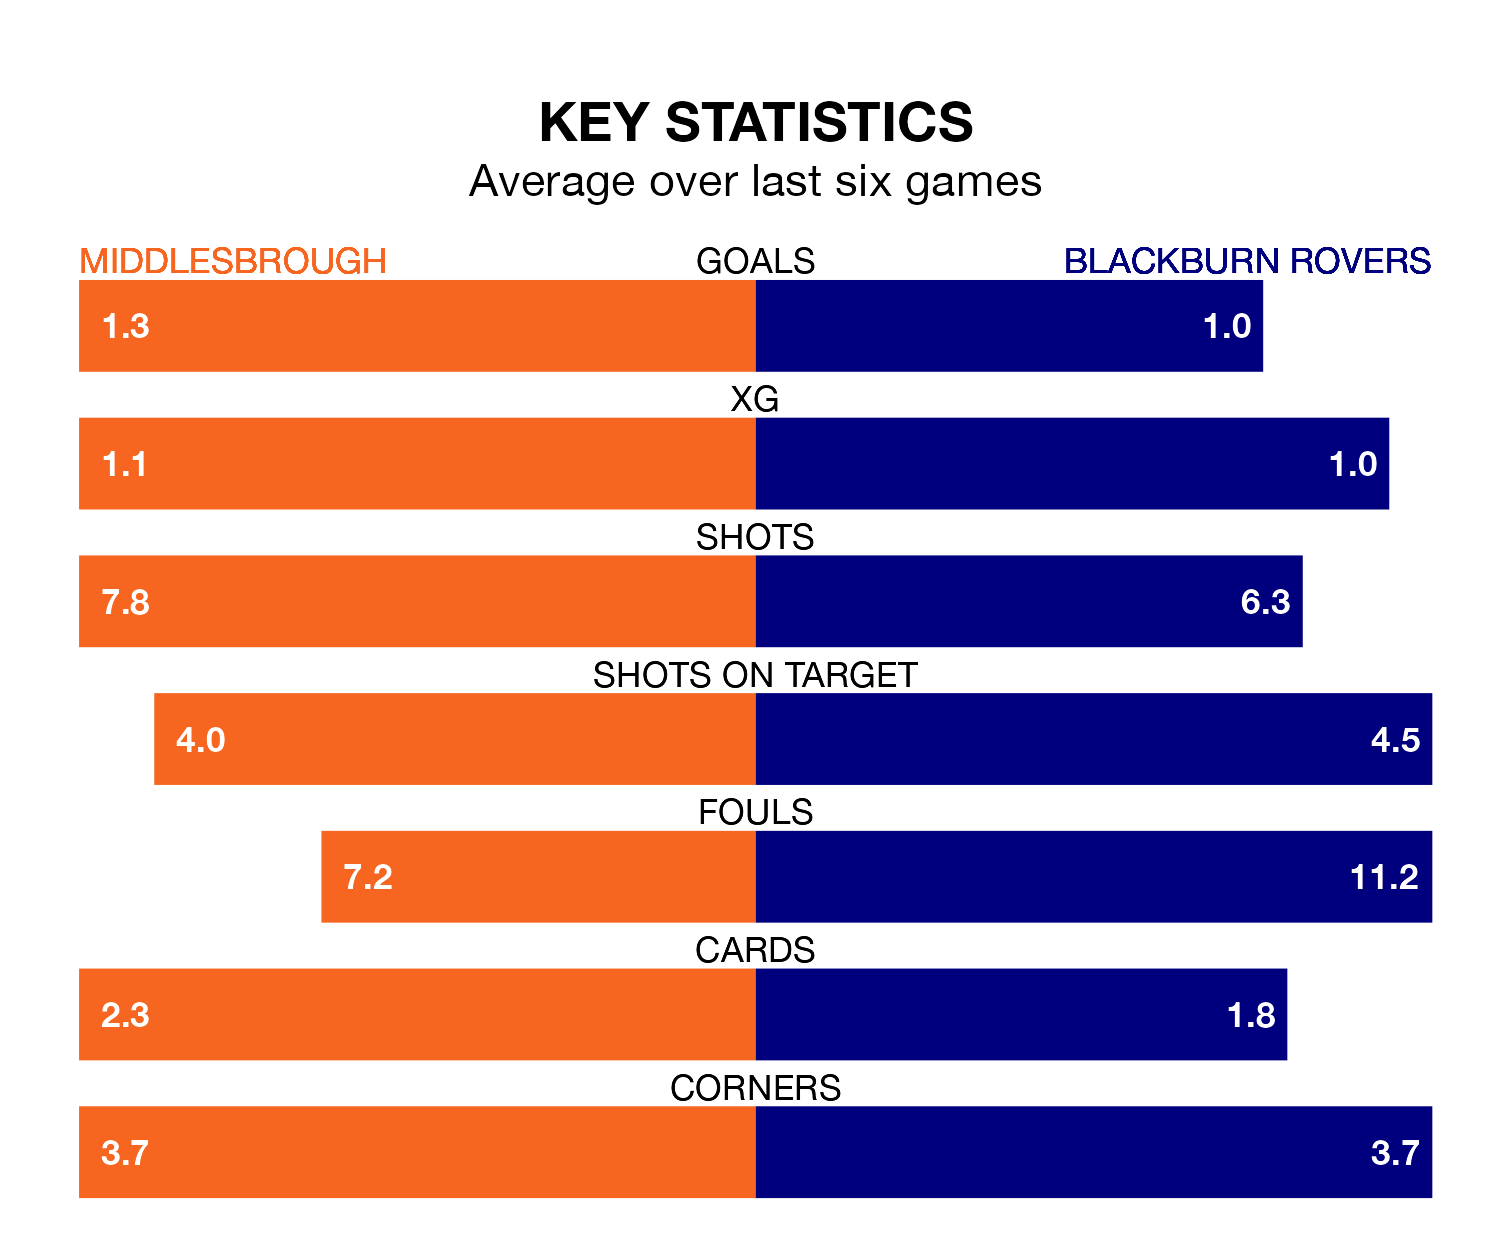 KEY STATISTICS
Average over last six games
MIDDLESBROUGH GOALS BLACKBURN ROVERS
1.3 1.0
XG
1.1 1.0
SHOTS
7.8 6.3
SHOTS ON TARGET
4.0 4.5
FOULS
7.2 11.2
CARDS
2.3 1.8
CORNERS
3.7 3.7